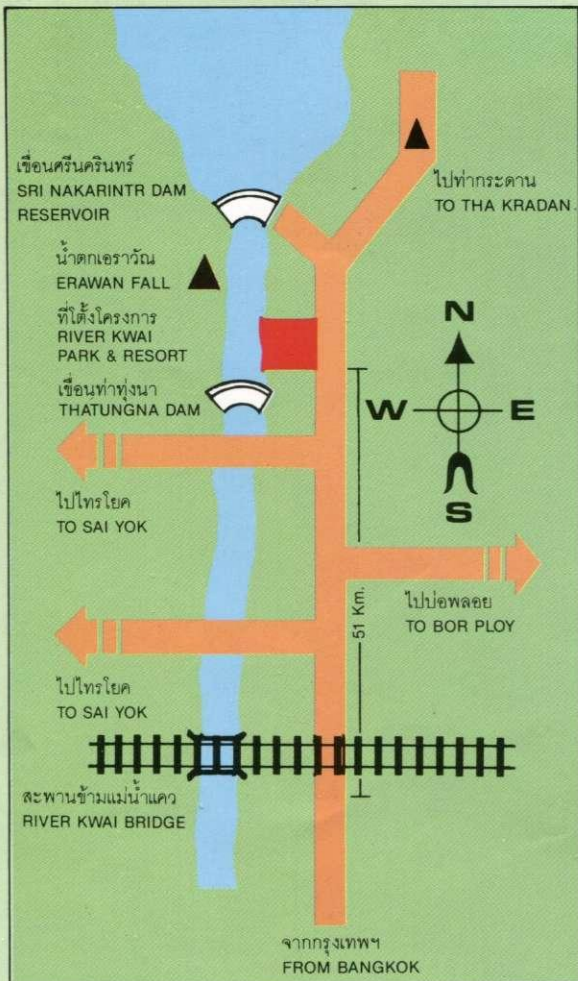 เขื่อนศรีนครินทร์
SRI NAKARINTR DAM
RESERVOIR
ไปท่ากระดาน
TO THA KRADAN
น้ำตกเอราวัณ
ERAWAN FALL
ที่ตั้งโครงการ
RIVER KWAI
PARK & RESORT
เขื่อนท่าทุ่งนา
THATUNGNA DAM
N
W
E
S
ไปไทรโยค
TO SAI YOK
ไปบ่อพลอย
TO BOR PLOY
51 Km.
ไปไทรโยค
TO SAI YOK
สะพานข้ามแม่น้ำแคว
RIVER KWAI BRIDGE
จากกรุงเทพฯ
FROM BANGKOK